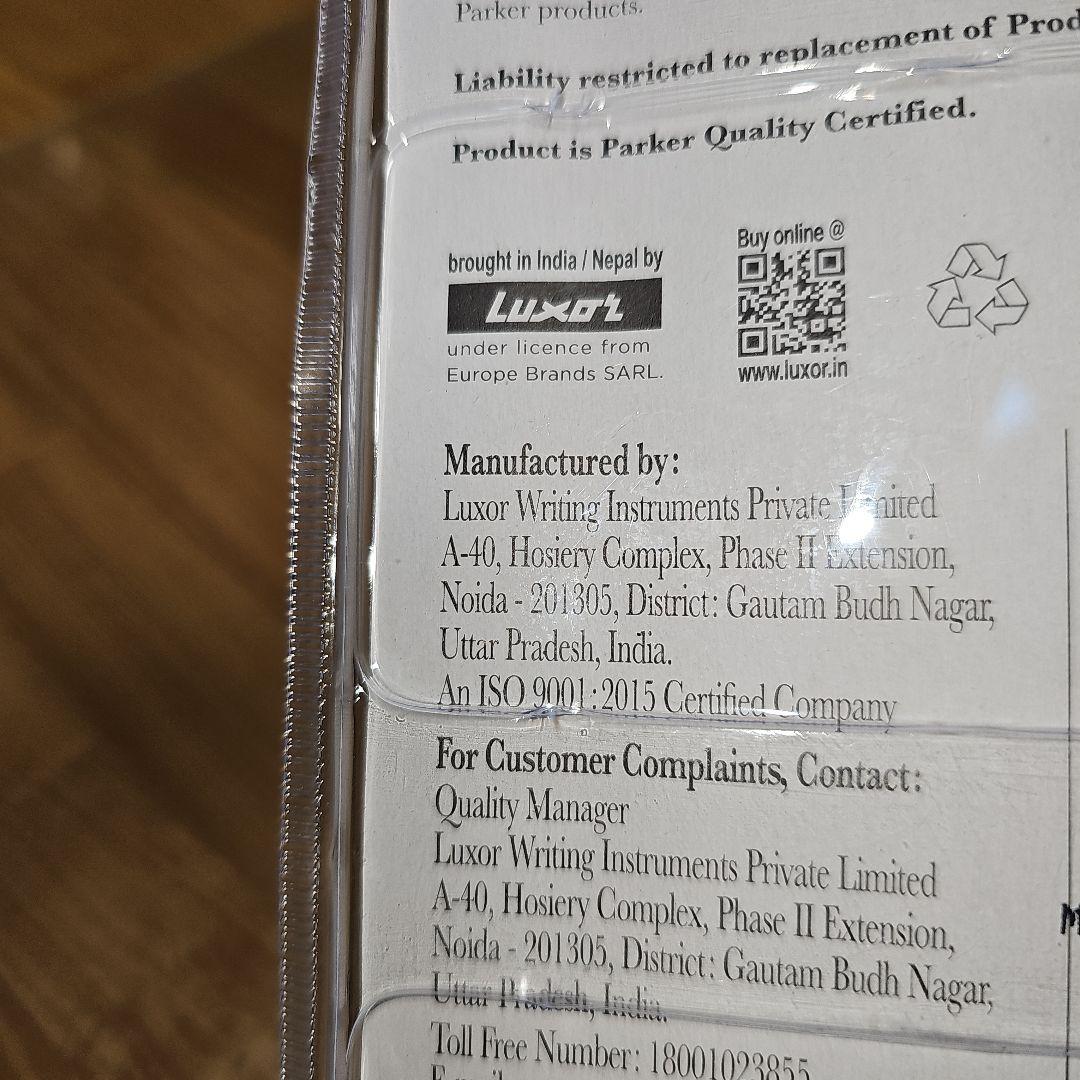 Parker products.
Liability restricted to replacement of Prod
Product is Parker Quality Certified.
brought in India / Nepal by
Luxor
under licence from
Europe Brands SARL.
Buy online @
www.luxor.in
Manufactured by:
Luxor Writing Instruments Private Limited
A-40, Hosiery Complex, Phase II Extension,
Noida - 201305, District: Gautam Budh Nagar,
Uttar Pradesh, India.
An ISO 9001:2015 Certified Company
For Customer Complaints, Contact:
Quality Manager
Luxor Writing Instruments Private Limited
A-40, Hosiery Complex, Phase II Extension,
Noida - 201305, District: Gautam Budh Nagar,
Uttar Pradesh, India.
Toll Free Number: 18001023855